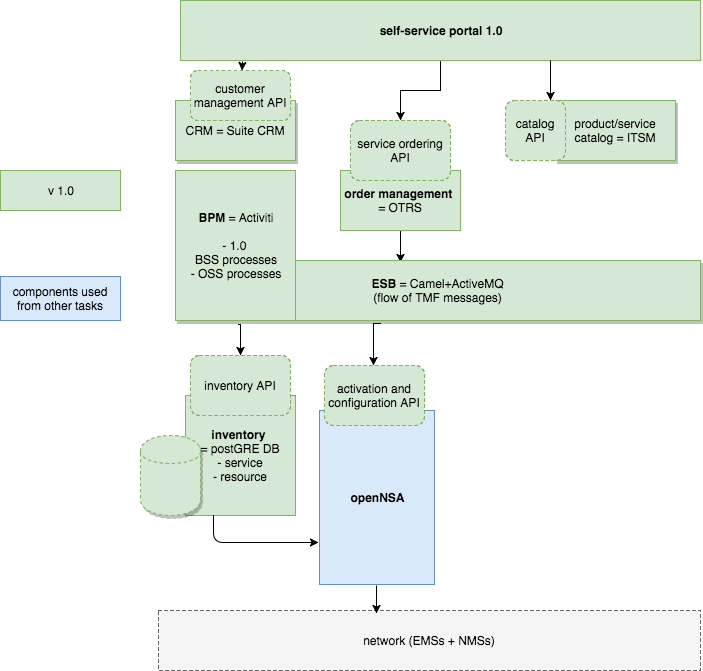 self-service portal 1.0
customer
management API
CRM = Suite CRM
catalog
API
product/service
catalog = ITSM
service ordering
API
order management
= OTRS
v 1.0
BPM = Activiti
- 1.0
BSS processes
- OSS processes
components used
from other tasks
ESB = Camel+ActiveMQ
(flow of TMF messages)
inventory API
activation and
configuration API
inventory
= postGRE DB
- service
- resource
openNSA
network (EMSs + NMSs)